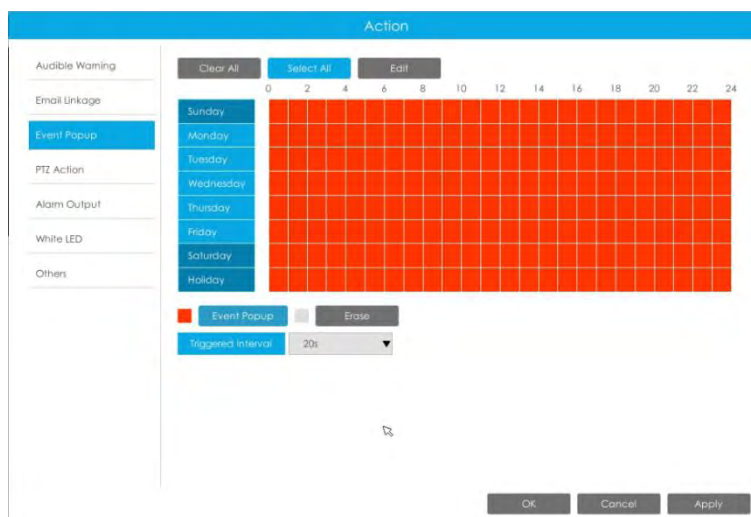 Action
Audible Warning
Email Linkage
Event Popup
PTZ Action
Alarm Output
White LED
Others
Clear All Select All Edit
0 2 4 6 8 10 12 14 16 18 20 22 24
Sunday
Monday
Tuesday
Wednesday
Thursday
Friday
Saturday
Holiday
Event Popup Erase
Triggered Interval 20s
OK Cancel Apply